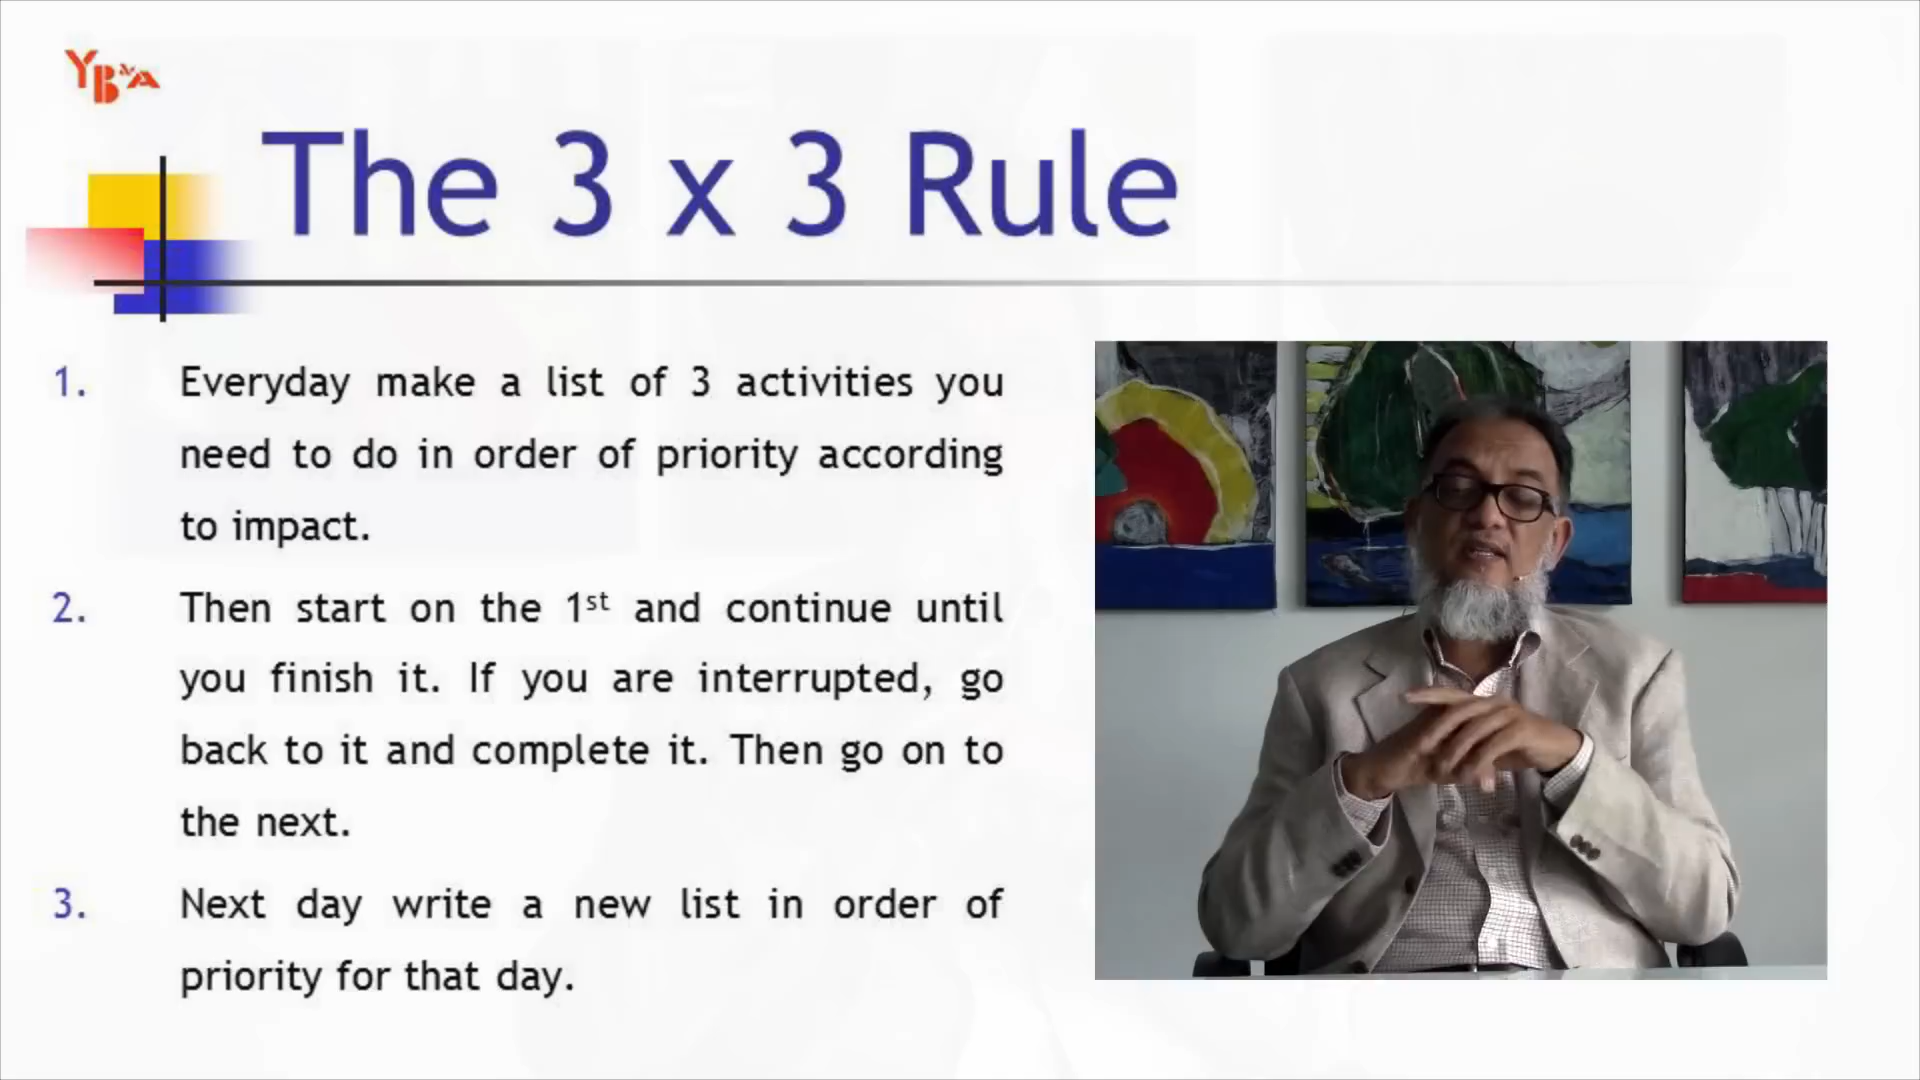 YB&A
The 3 x 3 Rule
1. Everyday make a list of 3 activities you
need to do in order of priority according
to impact.
2. Then start on the 1st and continue until
you finish it. If you are interrupted, go
back to it and complete it. Then go on to
the next.
3. Next day write a new list in order of
priority for that day.